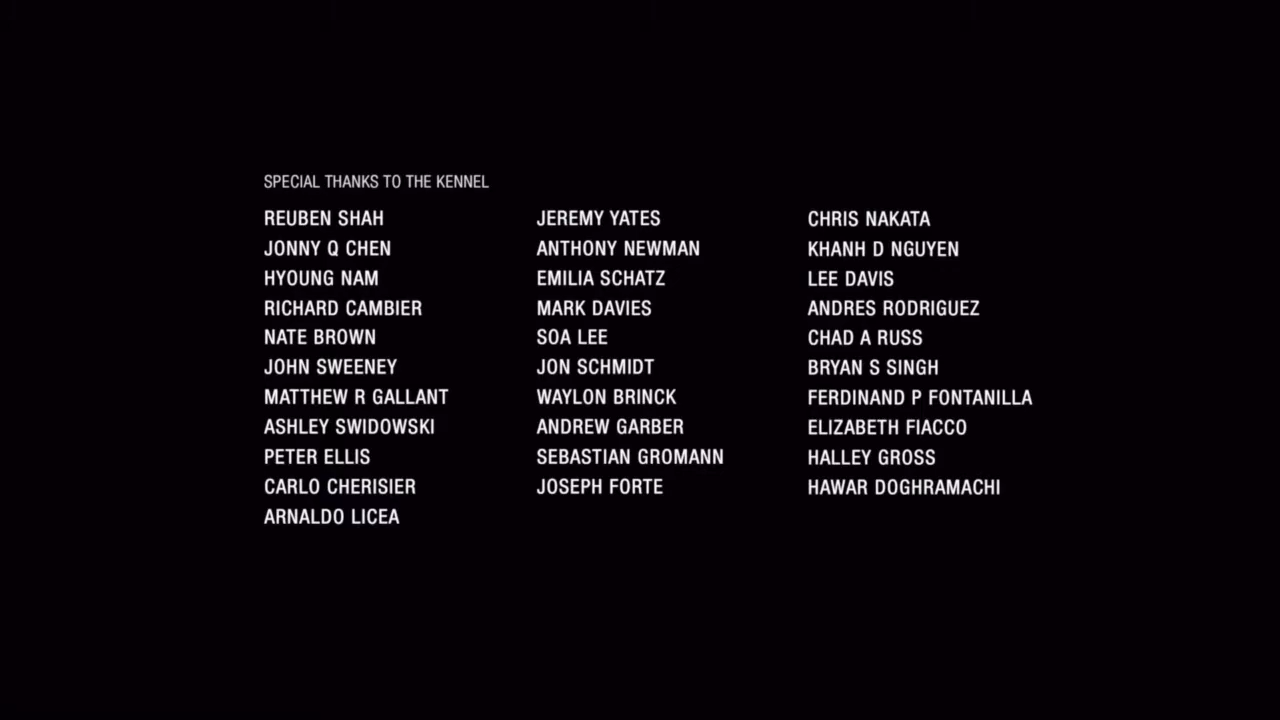 SPECIAL THANKS TO THE KENNEL
REUBEN SHAH
JONNY Q CHEN
HYOUNG NAM
RICHARD CAMBIER
NATE BROWN
JOHN SWEENEY
MATTHEW R GALLANT
ASHLEY SWIDOWSKI
PETER ELLIS
CARLO CHERISIER
ARNALDO LICEA
JEREMY YATES
ANTHONY NEWMAN
EMILIA SCHATZ
MARK DAVIES
SOA LEE
JON SCHMIDT
WAYLON BRINCK
ANDREW GARBER
SEBASTIAN GROMANN
JOSEPH FORTE
CHRIS NAKATA
KHANH D NGUYEN
LEE DAVIS
ANDRES RODRIGUEZ
CHAD A RUSS
BRYAN S SINGH
FERDINAND P FONTANILLA
ELIZABETH FIACCO
HALLEY GROSS
HAWAR DOGHRAMACHI